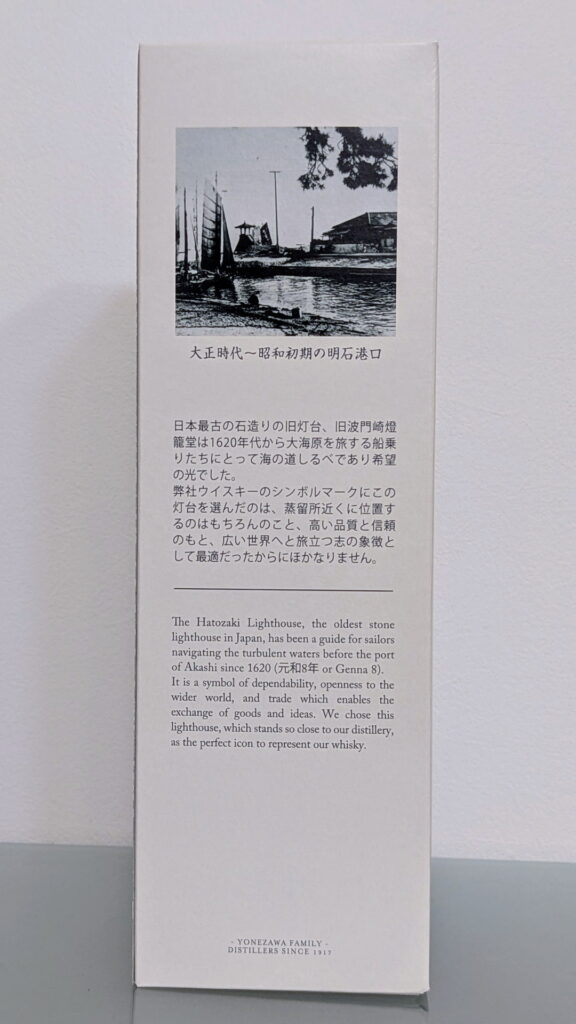 大正時代～昭和初期の明石港口
日本最古の石造りの旧灯台、旧波門崎燈
籠堂は1620年代から大海原を旅する船乗
りたちにとって海の道しるべであり希望
の光でした。
弊社ウイスキーのシンボルマークにこの
灯台を選んだのは、蒸留所近くに位置す
るのはもちろんのこと、高い品質と信頼
のもと、広い世界へと旅立つ志の象徴と
して最適だったからにほかなりません。
The Hatozaki Lighthouse, the oldest stone
lighthouse in Japan, has been a guide for sailors
navigating the turbulent waters before the port
of Akashi since 1620 (元和8年 or Genna 8).
It is a symbol of dependability, openness to the
wider world, and trade which enables the
exchange of goods and ideas. We chose this
lighthouse, which stands so close to our distillery,
as the perfect icon to represent our whisky.
- YONEZAWA FAMILY -
DISTILLERS SINCE 1917